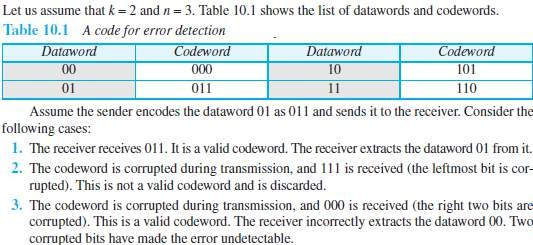 Let us assume that k = 2 and n = 3. Table 10.1 shows the list of datawords and codewords.
Table 10.1 A code for error detection
Dataword Codeword Dataword Codeword
00 000 10 101
01 011 11 110
Assume the sender encodes the dataword 01 as 011 and sends it to the receiver. Consider the
following cases:
1. The receiver receives 011. It is a valid codeword. The receiver extracts the dataword 01 from it.
2. The codeword is corrupted during transmission, and 111 is received (the leftmost bit is cor-
rupted). This is not a valid codeword and is discarded.
3. The codeword is corrupted during transmission, and 000 is received (the right two bits are
corrupted). This is a valid codeword. The receiver incorrectly extracts the dataword 00. Two
corrupted bits have made the error undetectable.